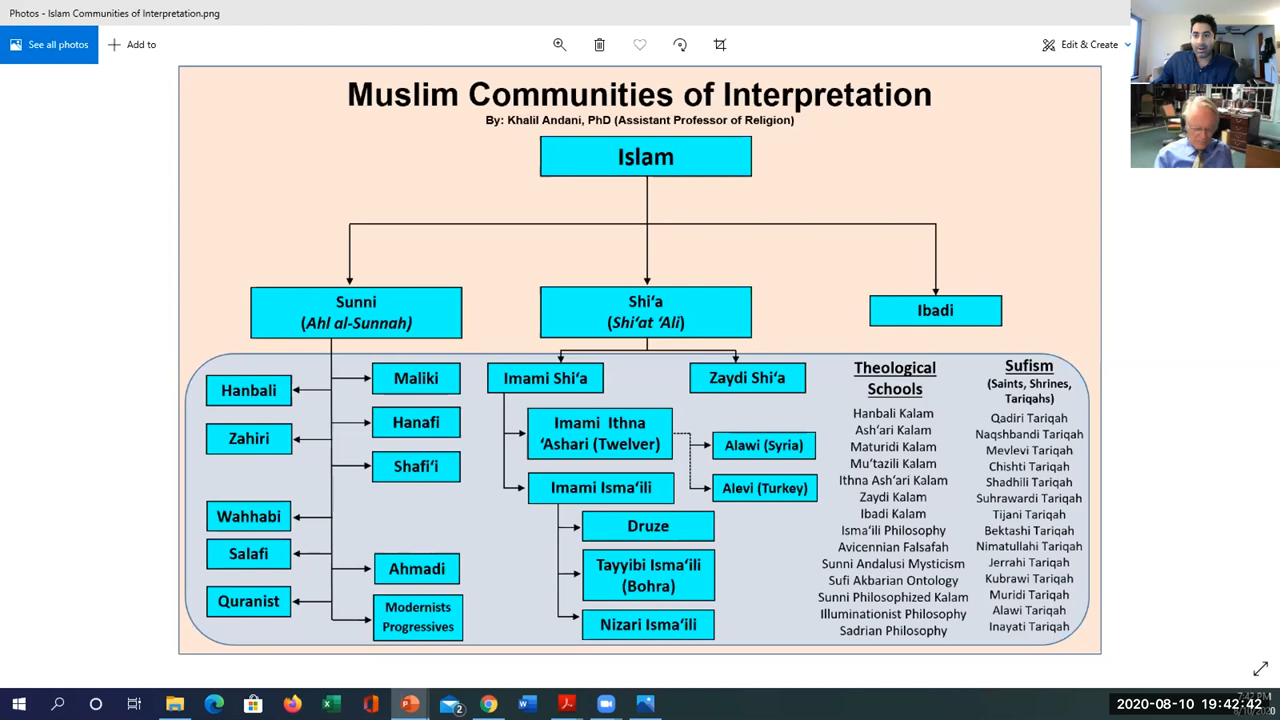 Photos - Islam Communities of Interpretation.png
See all photos
Add to
Edit & Create
Muslim Communities of Interpretation
By: Khalil Andani, PhD (Assistant Professor of Religion)
Islam
Sunni
(Ahl al-Sunnah)
Shi‘a
(Shi‘at ‘Ali)
Ibadi
Hanbali
Zahiri
Wahhabi
Salafi
Quranist
Maliki
Hanafi
Shafi‘i
Ahmadi
Modernists
Progressives
Imami Shi‘a
Zaydi Shi‘a
Imami Ithna
‘Ashari (Twelver)
Alawi (Syria)
Alevi (Turkey)
Imami Isma‘ili
Druze
Tayyibi Isma‘ili
(Bohra)
Nizari Isma‘ili
Theological
Schools
Hanbali Kalam
Ash‘ari Kalam
Maturidi Kalam
Mu‘tazili Kalam
Ithna Ash‘ari Kalam
Zaydi Kalam
Ibadi Kalam
Isma‘ili Philosophy
Avicennian Falsafah
Sunni Andalusi Mysticism
Sufi Akbarian Ontology
Sunni Philosophized Kalam
Illuminationist Philosophy
Sadrian Philosophy
Sufism
(Saints, Shrines,
Tariqahs)
Qadiri Tariqah
Naqshbandi Tariqah
Mevlevi Tariqah
Chishti Tariqah
Shadhili Tariqah
Suhrawardi Tariqah
Tijani Tariqah
Bektashi Tariqah
Nimatullahi Tariqah
Jerrahi Tariqah
Kubrawi Tariqah
Muridi Tariqah
Alawi Tariqah
Inayati Tariqah
2
2020-08-10 19:42:42